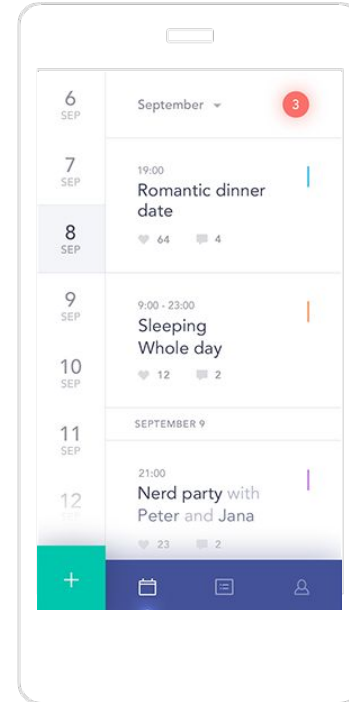 6
SEP
7
SEP
8
SEP
9
SEP
10
SEP
11
SEP
12
September
3
19:00
Romantic dinner
date
64 4
9:00 - 23:00
Sleeping
Whole day
12 2
SEPTEMBER 9
21:00
Nerd party with
Peter and Jana
23 2
+